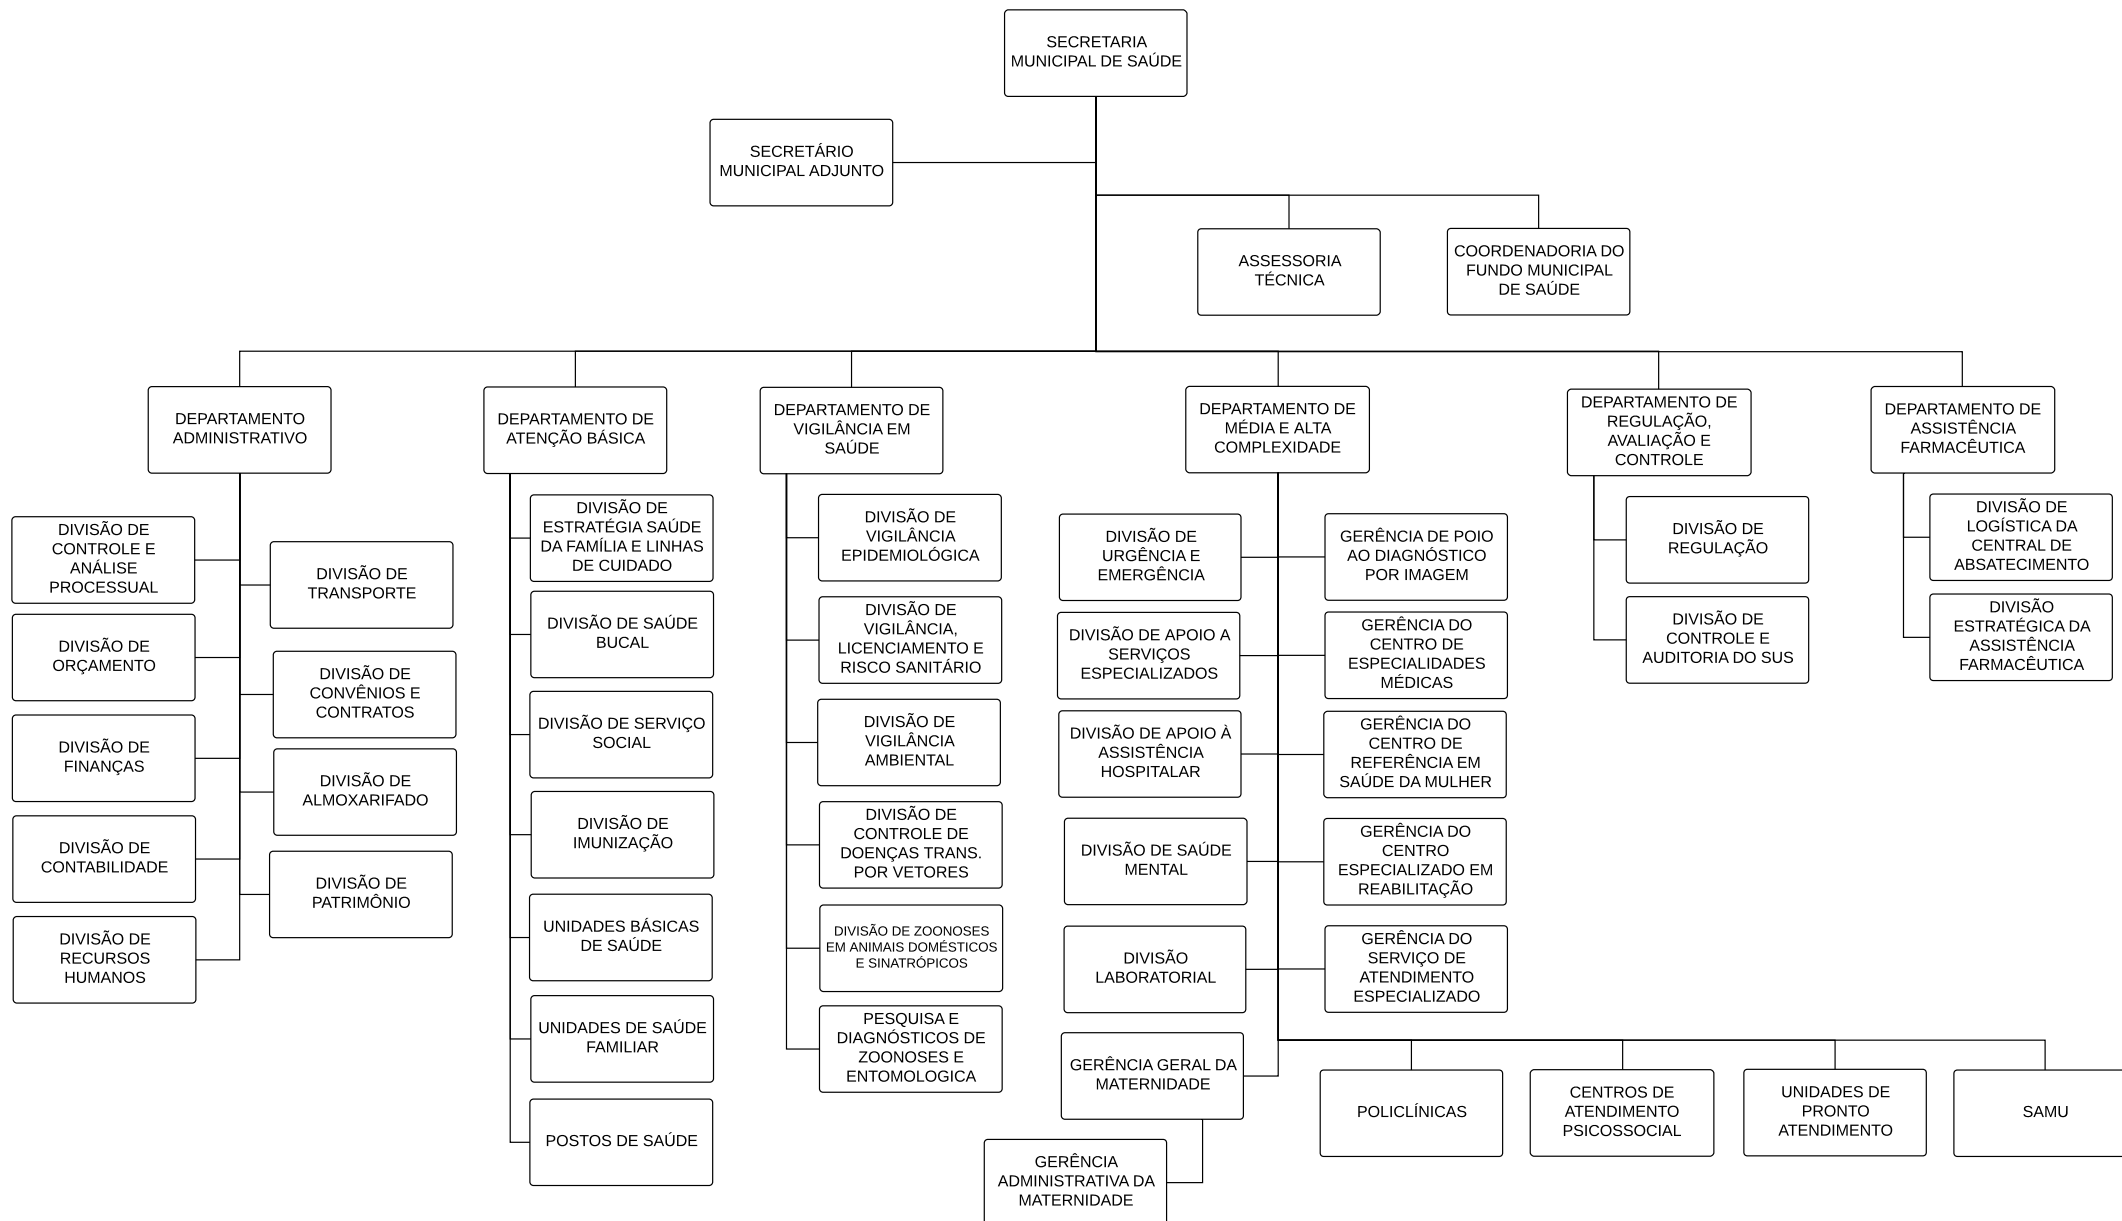 SECRETARIA
MUNICIPAL DE SAÚDE
SECRETÁRIO
MUNICIPAL ADJUNTO
ASSESSORIA
TÉCNICA
COORDENADORIA DO
FUNDO MUNICIPAL
DE SAÚDE
DEPARTAMENTO
ADMINISTRATIVO
DIVISÃO DE
CONTROLE E
ANÁLISE
PROCESSUAL
DIVISÃO DE
ORÇAMENTO
DIVISÃO DE
FINANÇAS
DIVISÃO DE
CONTABILIDADE
DIVISÃO DE
RECURSOS
HUMANOS
DIVISÃO DE
TRANSPORTE
DIVISÃO DE
CONVÊNIOS E
CONTRATOS
DIVISÃO DE
ALMOXARIFADO
DIVISÃO DE
PATRIMÔNIO
DEPARTAMENTO DE
ATENÇÃO BÁSICA
DIVISÃO DE
ESTRATÉGIA SAÚDE
DA FAMÍLIA E LINHAS
DE CUIDADO
DIVISÃO DE SAÚDE
BUCAL
DIVISÃO DE SERVIÇO
SOCIAL
DIVISÃO DE
IMUNIZAÇÃO
UNIDADES BÁSICAS
DE SAÚDE
UNIDADES DE SAÚDE
FAMILIAR
POSTOS DE SAÚDE
DEPARTAMENTO DE
VIGILÂNCIA EM
SAÚDE
DIVISÃO DE
VIGILÂNCIA
EPIDEMIOLÓGICA
DIVISÃO DE
VIGILÂNCIA,
LICENCIAMENTO E
RISCO SANITÁRIO
DIVISÃO DE
VIGILÂNCIA
AMBIENTAL
DIVISÃO DE
CONTROLE DE
DOENÇAS TRANS.
POR VETORES
DIVISÃO DE ZOONOSES
EM ANIMAIS DOMÉSTICOS
E SINATRÓPICOS
PESQUISA E
DIAGNÓSTICOS DE
ZOONOSES E
ENTOMOLOGICA
DEPARTAMENTO DE
MÉDIA E ALTA
COMPLEXIDADE
DIVISÃO DE
URGÊNCIA E
EMERGÊNCIA
DIVISÃO DE APOIO A
SERVIÇOS
ESPECIALIZADOS
DIVISÃO DE APOIO À
ASSISTÊNCIA
HOSPITALAR
DIVISÃO DE SAÚDE
MENTAL
DIVISÃO
LABORATORIAL
GERÊNCIA GERAL DA
MATERNIDADE
GERÊNCIA
ADMINISTRATIVA DA
MATERNIDADE
GERÊNCIA DE POIO
AO DIAGNÓSTICO
POR IMAGEM
GERÊNCIA DO
CENTRO DE
ESPECIALIDADES
MÉDICAS
GERÊNCIA DO
CENTRO DE
REFERÊNCIA EM
SAÚDE DA MULHER
GERÊNCIA DO
CENTRO
ESPECIALIZADO EM
REABILITAÇÃO
GERÊNCIA DO
SERVIÇO DE
ATENDIMENTO
ESPECIALIZADO
POLICLÍNICAS
CENTROS DE
ATENDIMENTO
PSICOSSOCIAL
UNIDADES DE
PRONTO
ATENDIMENTO
SAMU
DEPARTAMENTO DE
REGULAÇÃO,
AVALIAÇÃO E
CONTROLE
DIVISÃO DE
REGULAÇÃO
DIVISÃO DE
CONTROLE E
AUDITORIA DO SUS
DEPARTAMENTO DE
ASSISTÊNCIA
FARMACÊUTICA
DIVISÃO DE
LOGÍSTICA DA
CENTRAL DE
ABSATECIMENTO
DIVISÃO
ESTRATÉGICA DA
ASSISTÊNCIA
FARMACÊUTICA